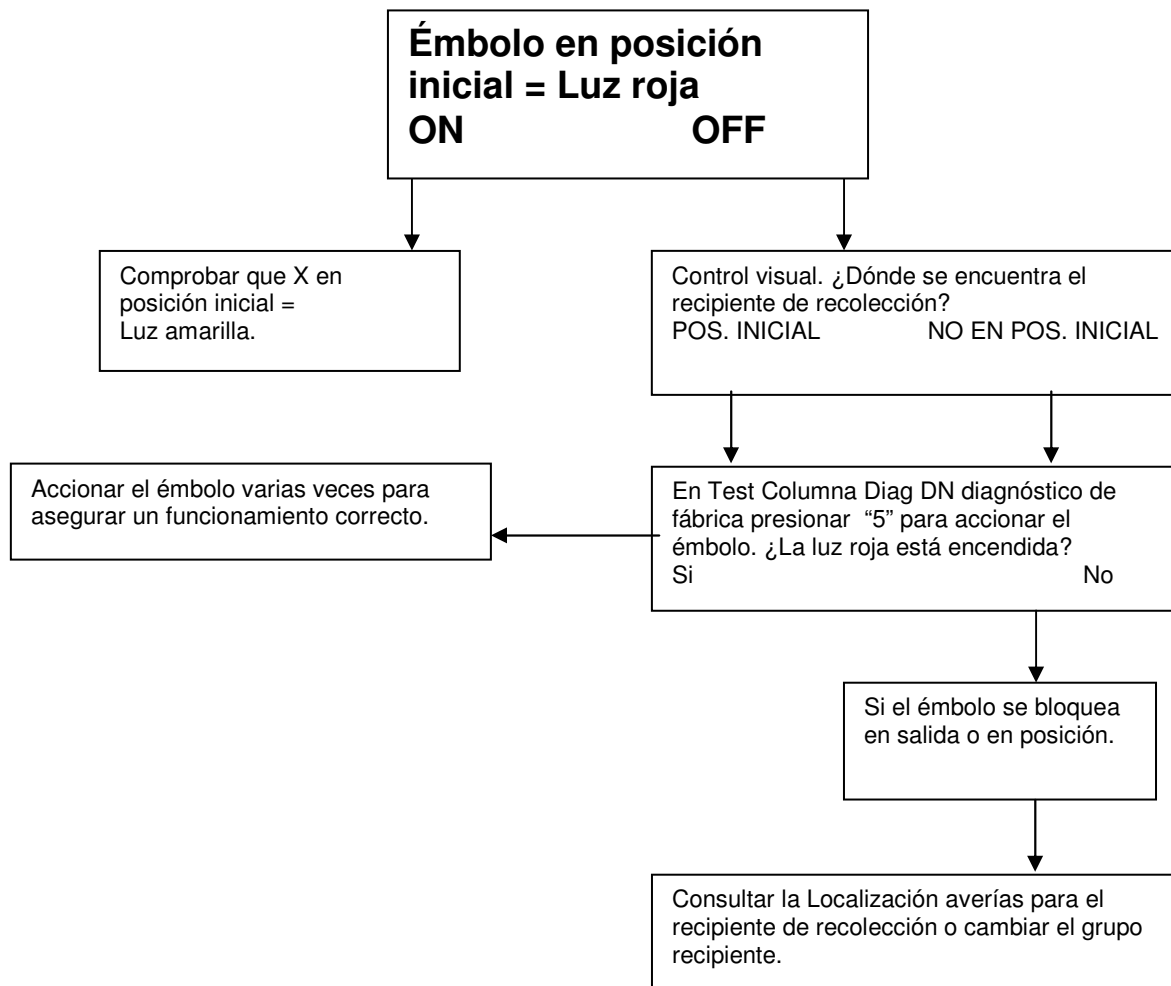 Émbolo en posición
inicial = Luz roja
ON OFF
Comprobar que X en
posición inicial =
Luz amarilla.
Control visual. ¿Dónde se encuentra el
recipiente de recolección?
POS. INICIAL NO EN POS. INICIAL
Accionar el émbolo varias veces para
asegurar un funcionamiento correcto.
En Test Columna Diag DN diagnóstico de
fábrica presionar “5” para accionar el
émbolo. ¿La luz roja está encendida?
Si No
Si el émbolo se bloquea
en salida o en posición.
Consultar la Localización averías para el
recipiente de recolección o cambiar el grupo
recipiente.